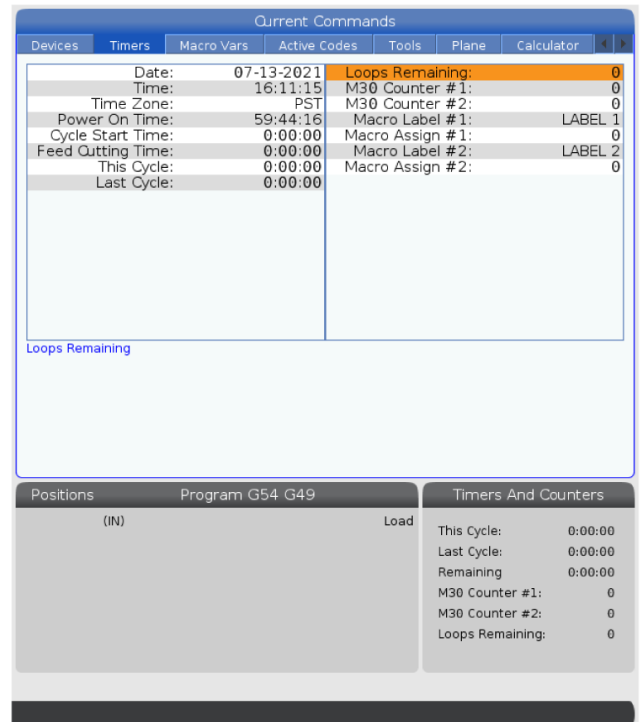 Current Commands
Devices Timers Macro Vars Active Codes Tools Plane Calculator
Date: 07-13-2021
Time: 16:11:15
Time Zone: PST
Power On Time: 59:44:16
Cycle Start Time: 0:00:00
Feed Cutting Time: 0:00:00
This Cycle: 0:00:00
Last Cycle: 0:00:00
Loops Remaining: 0
M30 Counter #1: 0
M30 Counter #2: 0
Macro Label #1: LABEL 1
Macro Assign #1: 0
Macro Label #2: LABEL 2
Macro Assign #2: 0
Loops Remaining
Positions Program G54 G49
(IN) Load
Timers And Counters
This Cycle: 0:00:00
Last Cycle: 0:00:00
Remaining 0:00:00
M30 Counter #1: 0
M30 Counter #2: 0
Loops Remaining: 0